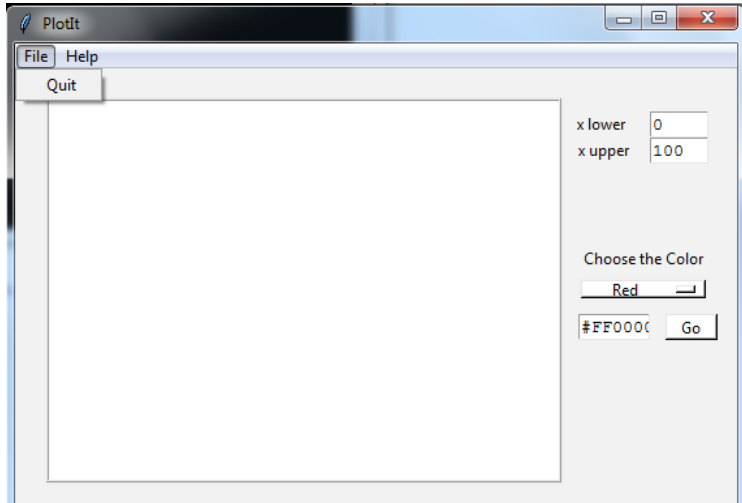 PlotIt
File Help
Quit
x lower 0
x upper 100
Choose the Color
Red
#FF000 Go